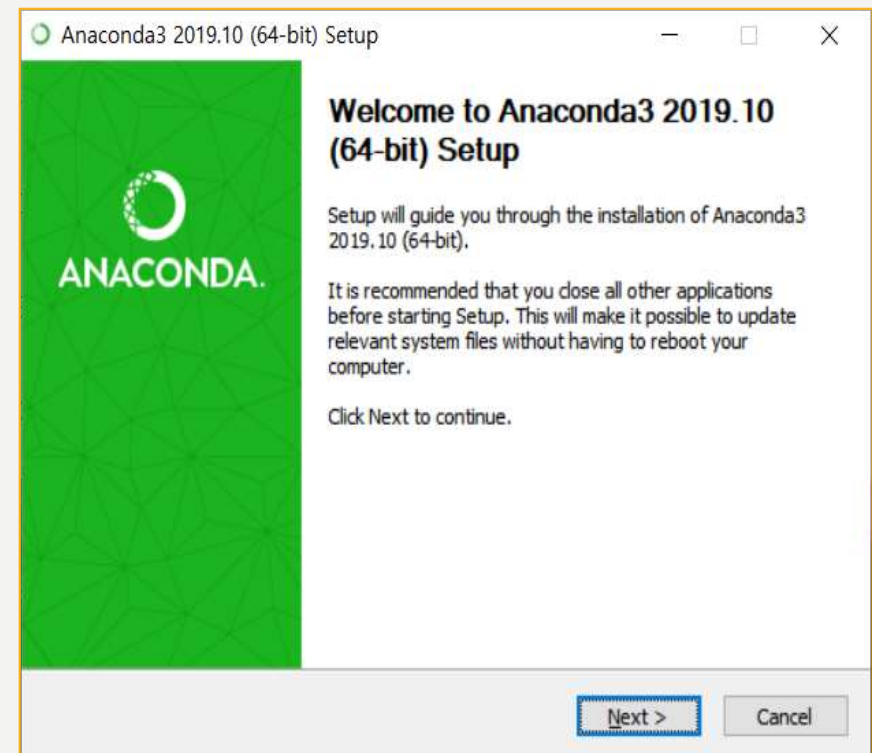 Anaconda3 2019.10 (64-bit) Setup
ANACONDA.
Welcome to Anaconda3 2019.10
(64-bit) Setup
Setup will guide you through the installation of Anaconda3
2019.10 (64-bit).
It is recommended that you close all other applications
before starting Setup. This will make it possible to update
relevant system files without having to reboot your
computer.
Click Next to continue.
Next >
Cancel